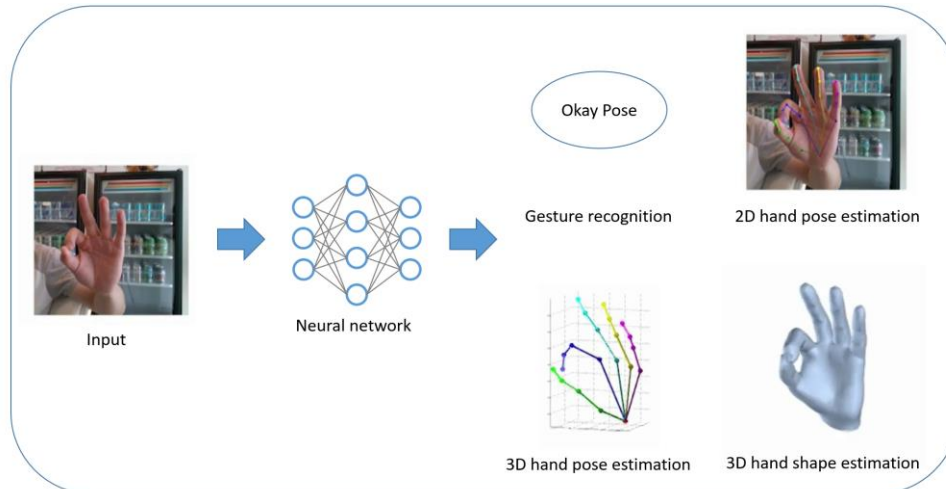 Okay Pose
Gesture recognition
2D hand pose estimation
Input
Neural network
3D hand pose estimation
3D hand shape estimation